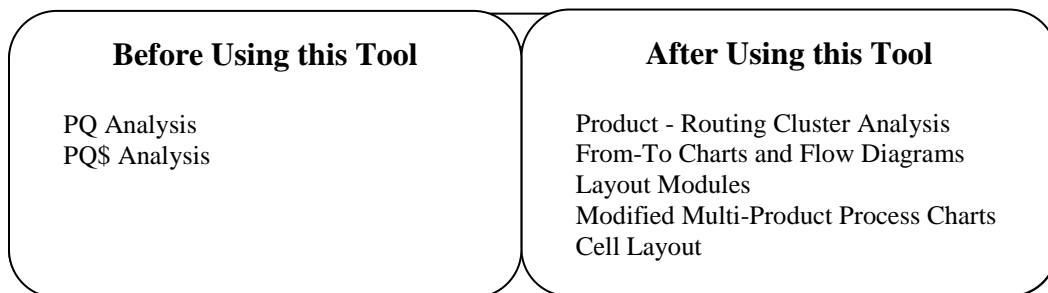 Before Using this Tool
PQ Analysis
PQ$ Analysis
After Using this Tool
Product - Routing Cluster Analysis
From-To Charts and Flow Diagrams
Layout Modules
Modified Multi-Product Process Charts
Cell Layout